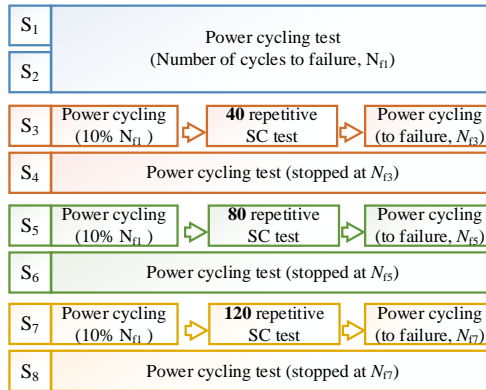 S1
Power cycling test
(Number of cycles to failure, Nf1)
S2
S3
Power cycling
(10% Nf1 )
40 repetitive
SC test
Power cycling
(to failure, Nf3)
S4
Power cycling test (stopped at Nf3)
S5
Power cycling
(10% Nf1 )
80 repetitive
SC test
Power cycling
(to failure, Nf5)
S6
Power cycling test (stopped at Nf5)
S7
Power cycling
(10% Nf1 )
120 repetitive
SC test
Power cycling
(to failure, Nf7)
S8
Power cycling test (stopped at Nf7)